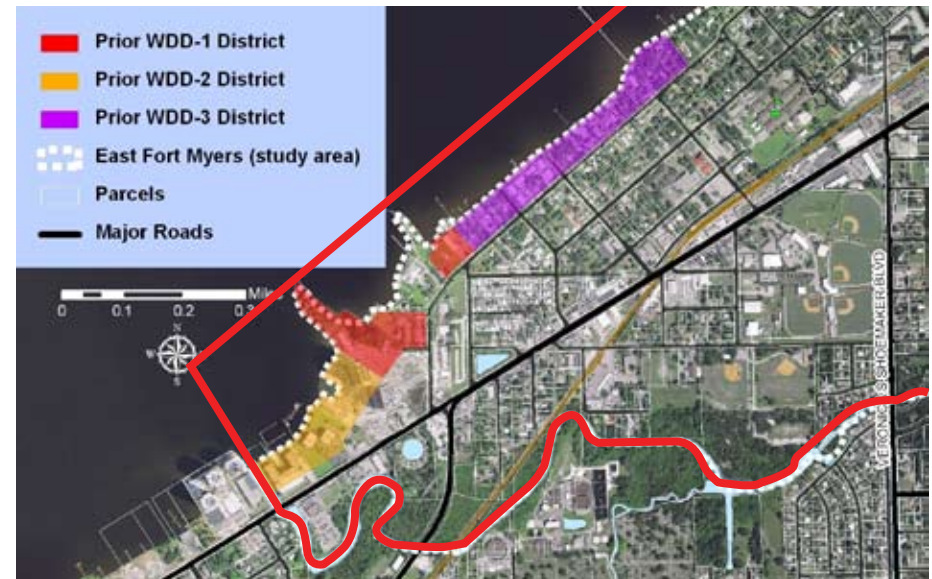 Prior WDD-1 District
Prior WDD-2 District
Prior WDD-3 District
East Fort Myers (study area)
Parcels
Major Roads
0 0.1 0.2
N
W
S
VERONICA S SHOEMAKER BLVD